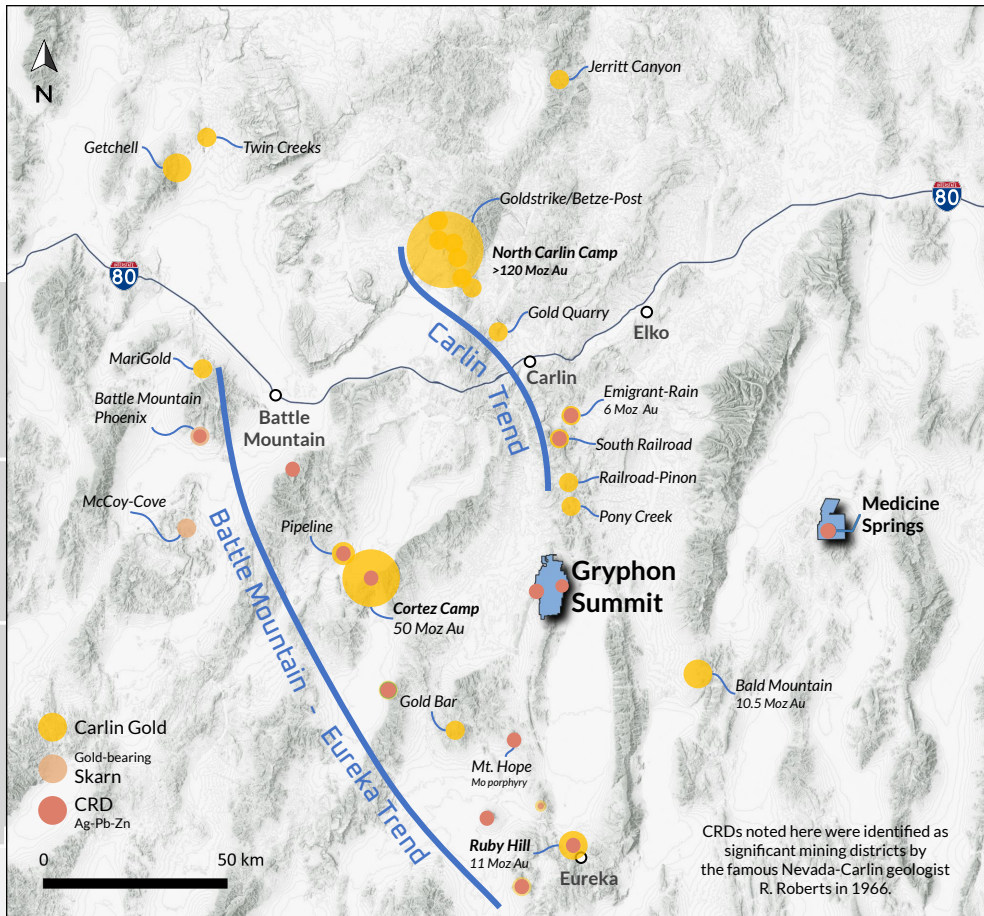 N
Jerritt Canyon
Getchell
Twin Creeks
Goldstrike/Betze-Post
80
80
North Carlin Camp
>120 Moz Au
Gold Quarry
Elko
Carlin
Carlin Trend
MariGold
Battle Mountain
Phoenix
Battle
Mountain
Emigrant-Rain
6 Moz Au
South Railroad
Railroad-Pinon
Pony Creek
McCoy-Cove
Pipeline
Medicine
Springs
Gryphon
Summit
Cortez Camp
50 Moz Au
Battle Mountain - Eureka Trend
Bald Mountain
10.5 Moz Au
Gold Bar
Mt. Hope
Mo porphyry
Ruby Hill
11 Moz Au
Eureka
Carlin Gold
Gold-bearing
Skarn
CRD
Ag-Pb-Zn
0 50 km
CRDs noted here were identified as
significant mining districts by
the famous Nevada-Carlin geologist
R. Roberts in 1966.